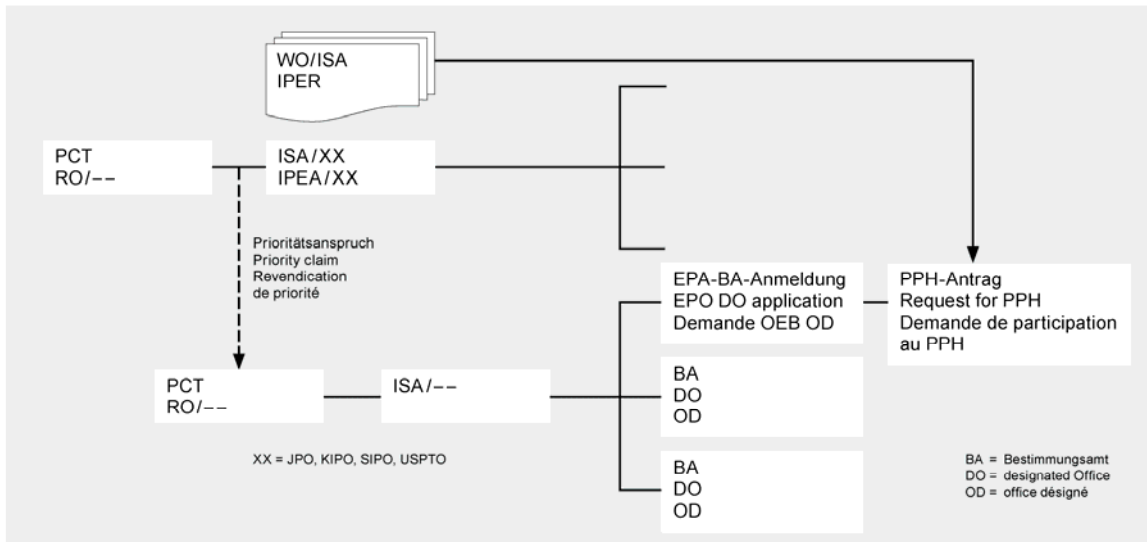 WO/ISA
IPER
PCT
RO/--
ISA/XX
IPEA/XX
Prioritätsanspruch
Priority claim
Revendication
de priorité
EPA-BA-Anmeldung
EPO DO application
Demande OEB OD
PPH-Antrag
Request for PPH
Demande de participation
au PPH
PCT
RO/--
ISA/--
BA
DO
OD
XX = JPO, KIPO, SIPO, USPTO
BA
DO
OD
BA = Bestimmungsamt
DO = designated Office
OD = office désigné